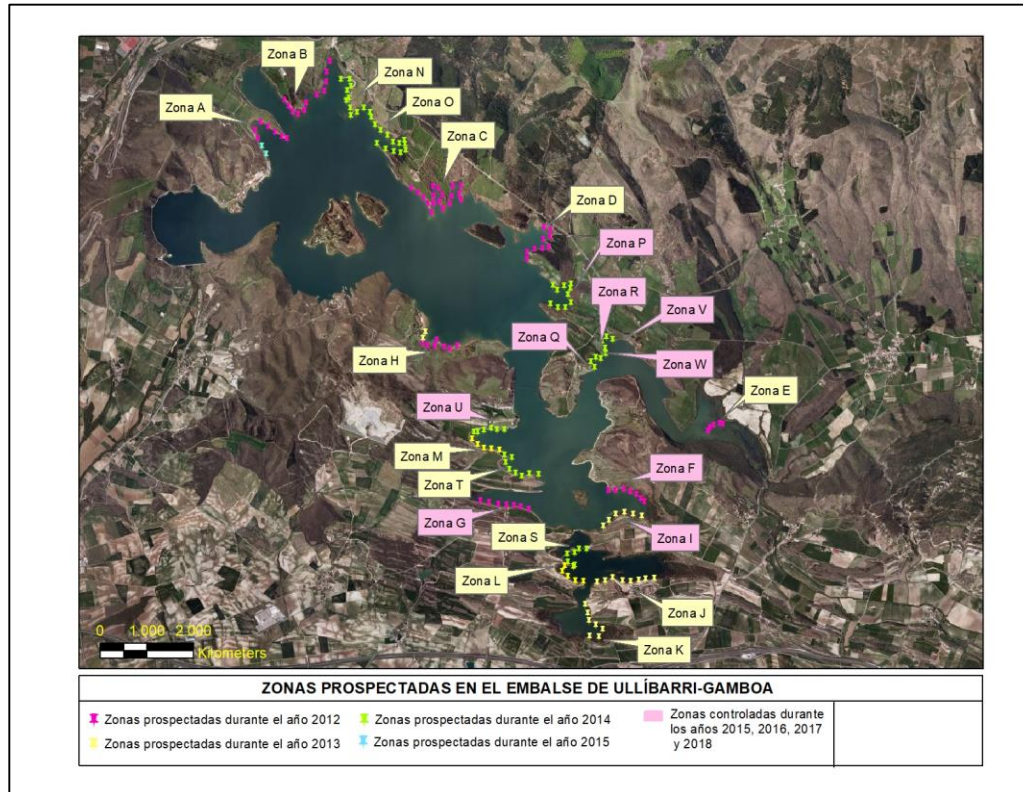 Zona B
Zona N
Zona A
Zona O
Zona C
Zona D
Zona P
Zona R
Zona V
Zona Q
Zona W
Zona H
Zona E
Zona U
Zona M
Zona F
Zona T
Zona G
Zona S
Zona I
Zona L
Zona J
Zona K
0 1.000 2.000
Kilometers
ZONAS PROSPECTADAS EN EL EMBALSE DE ULLÍBARRI-GAMBOA
Zonas prospectadas durante el año 2012
Zonas prospectadas durante el año 2013
Zonas prospectadas durante el año 2014
Zonas prospectadas durante el año 2015
Zonas controladas durante
los años 2015, 2016, 2017
y 2018